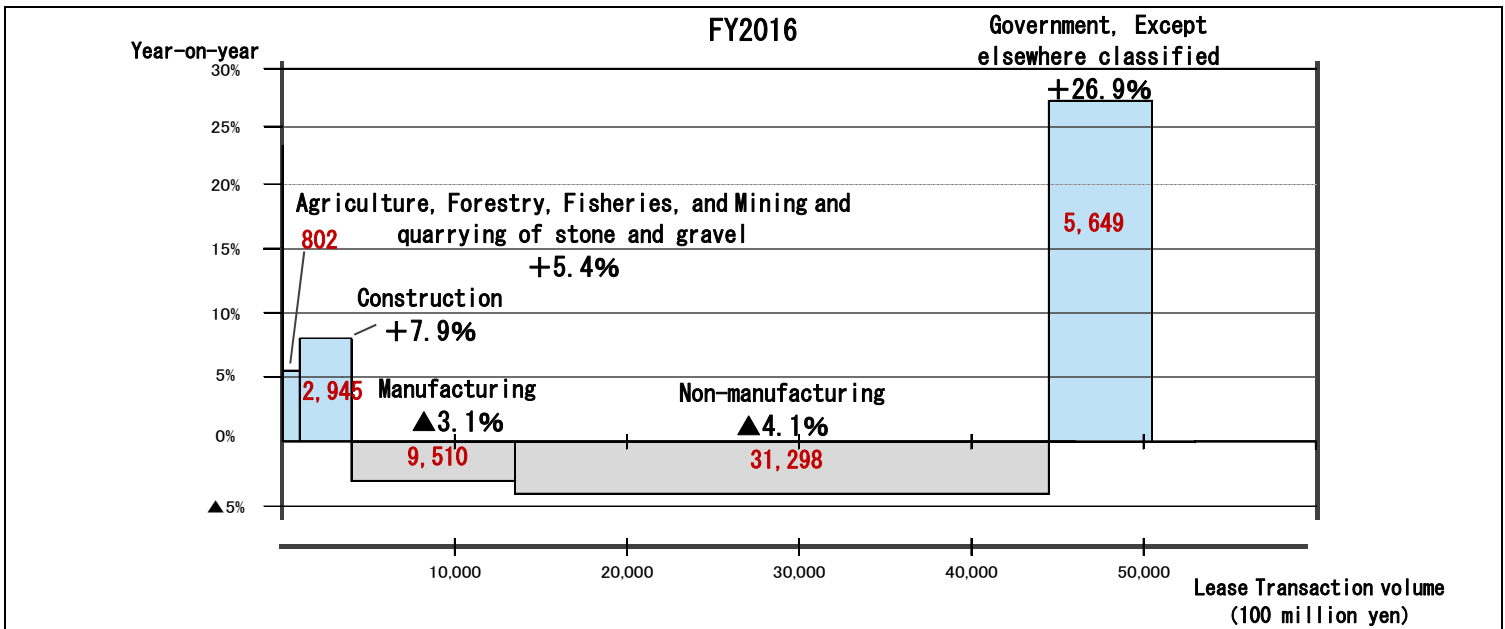 FY2016
Government, Except
elsewhere classified
+26.9%
Year-on-year
30%
25%
20%
15%
10%
5%
0%
▲5%
Agriculture, Forestry, Fisheries, and Mining and
quarrying of stone and gravel
+5.4%
802
5,649
Construction
+7.9%
2,945
Manufacturing
▲3.1%
9,510
Non-manufacturing
▲4.1%
31,298
10,000
20,000
30,000
40,000
50,000
Lease Transaction volume
(100 million yen)